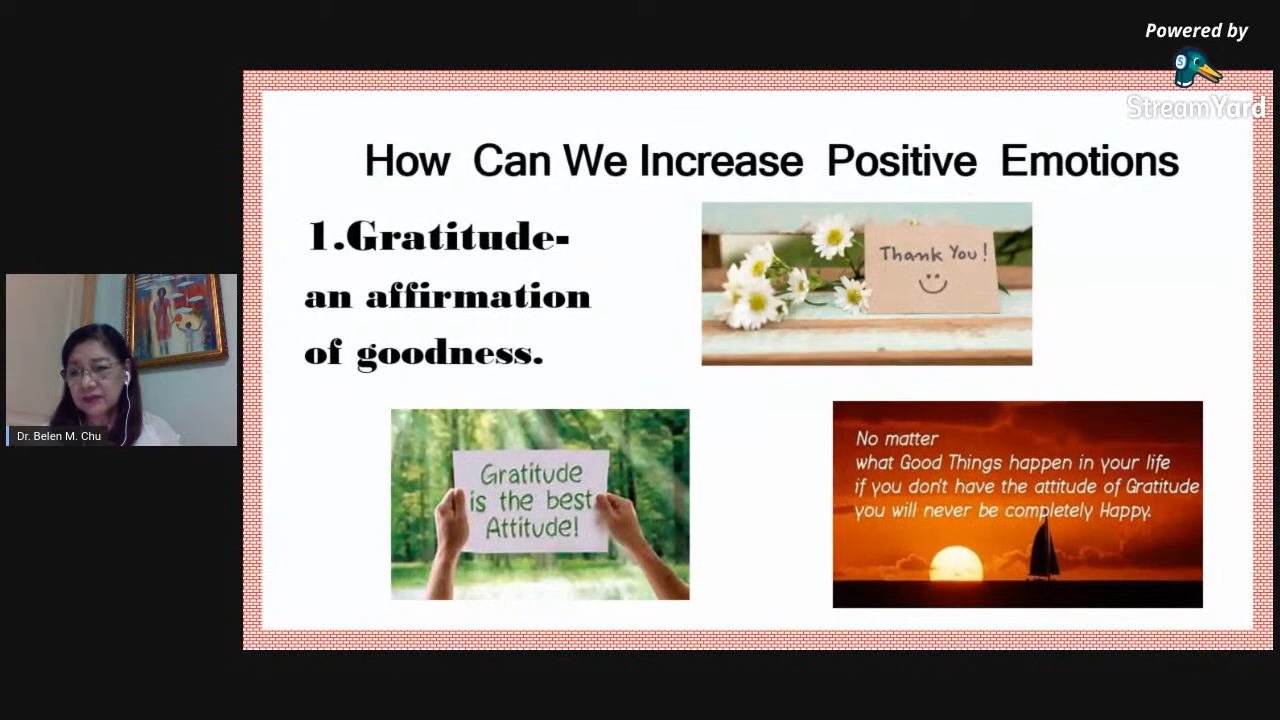 Powered by
StreamYard
How Can We Increase Positive Emotions
1.Gratitude-
an affirmation
of goodness.
Thank You!
Gratitude
is the best
Attitude!
No matter
what Good Things happen in your life
if you don't have the attitude of Gratitude
you will never be completely Happy.
Dr. Belen M. Chu